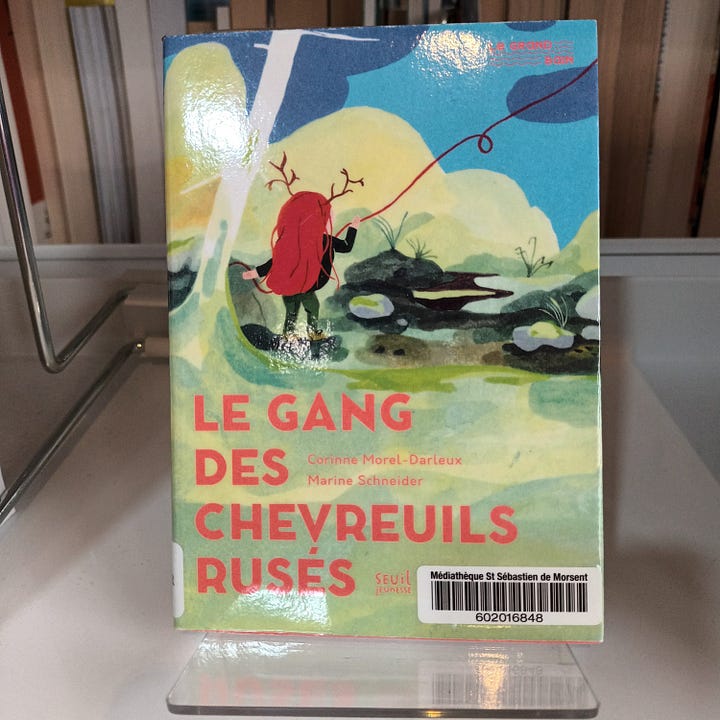 LE GRAND
BAIN
LE GANG
DES
Corinne Morel-Darleux
Marine Schneider
CHEVREUILS
RUSÉS
SEUIL
JEUNESSE
Médiathèque St Sébastien de Morsent
602016848